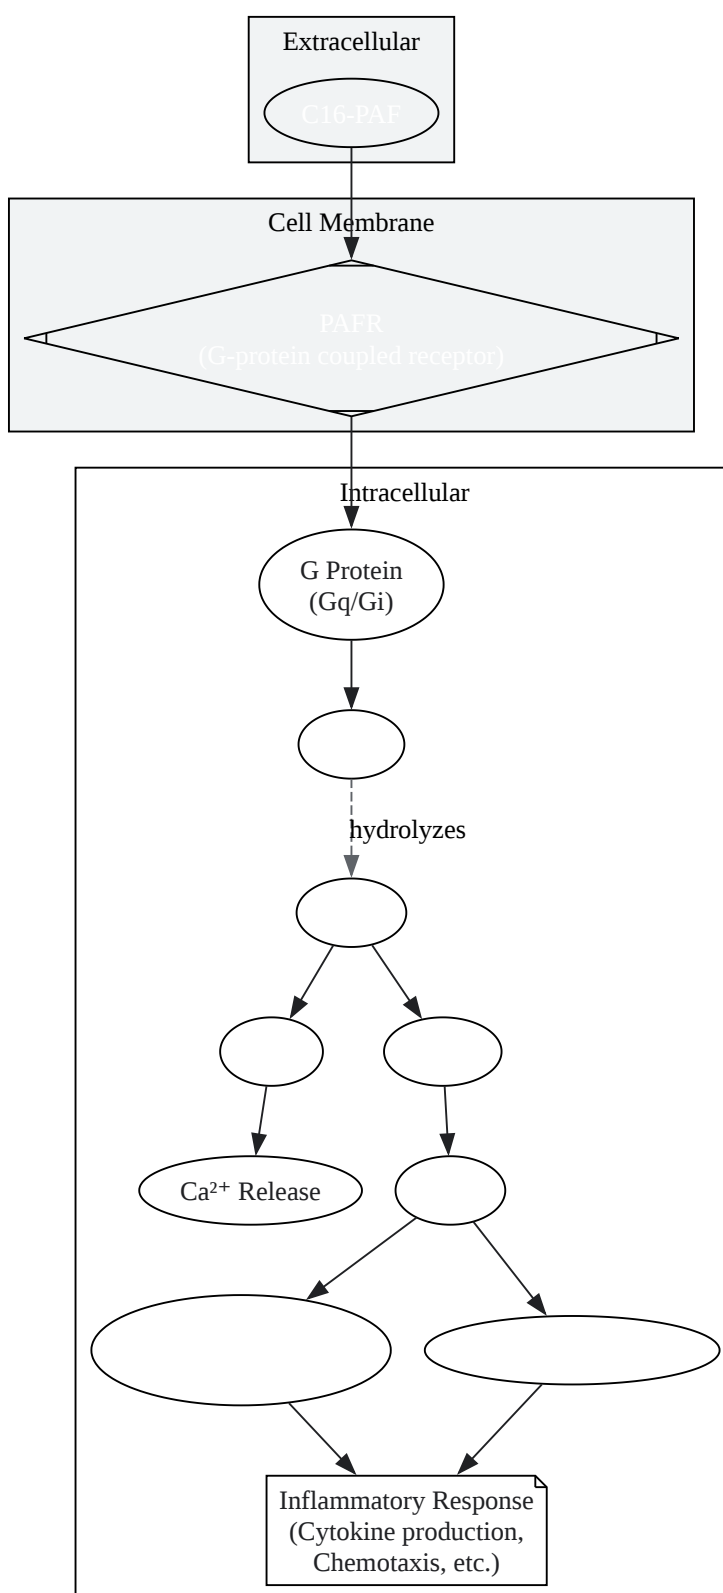 Extracellular
C16-PAF
Cell Membrane
PAFR
(G-protein coupled receptor)
Intracellular
G Protein
(Gq/Gi)
hydrolyzes
Ca²⁺ Release
Inflammatory Response
(Cytokine production,
Chemotaxis, etc.)